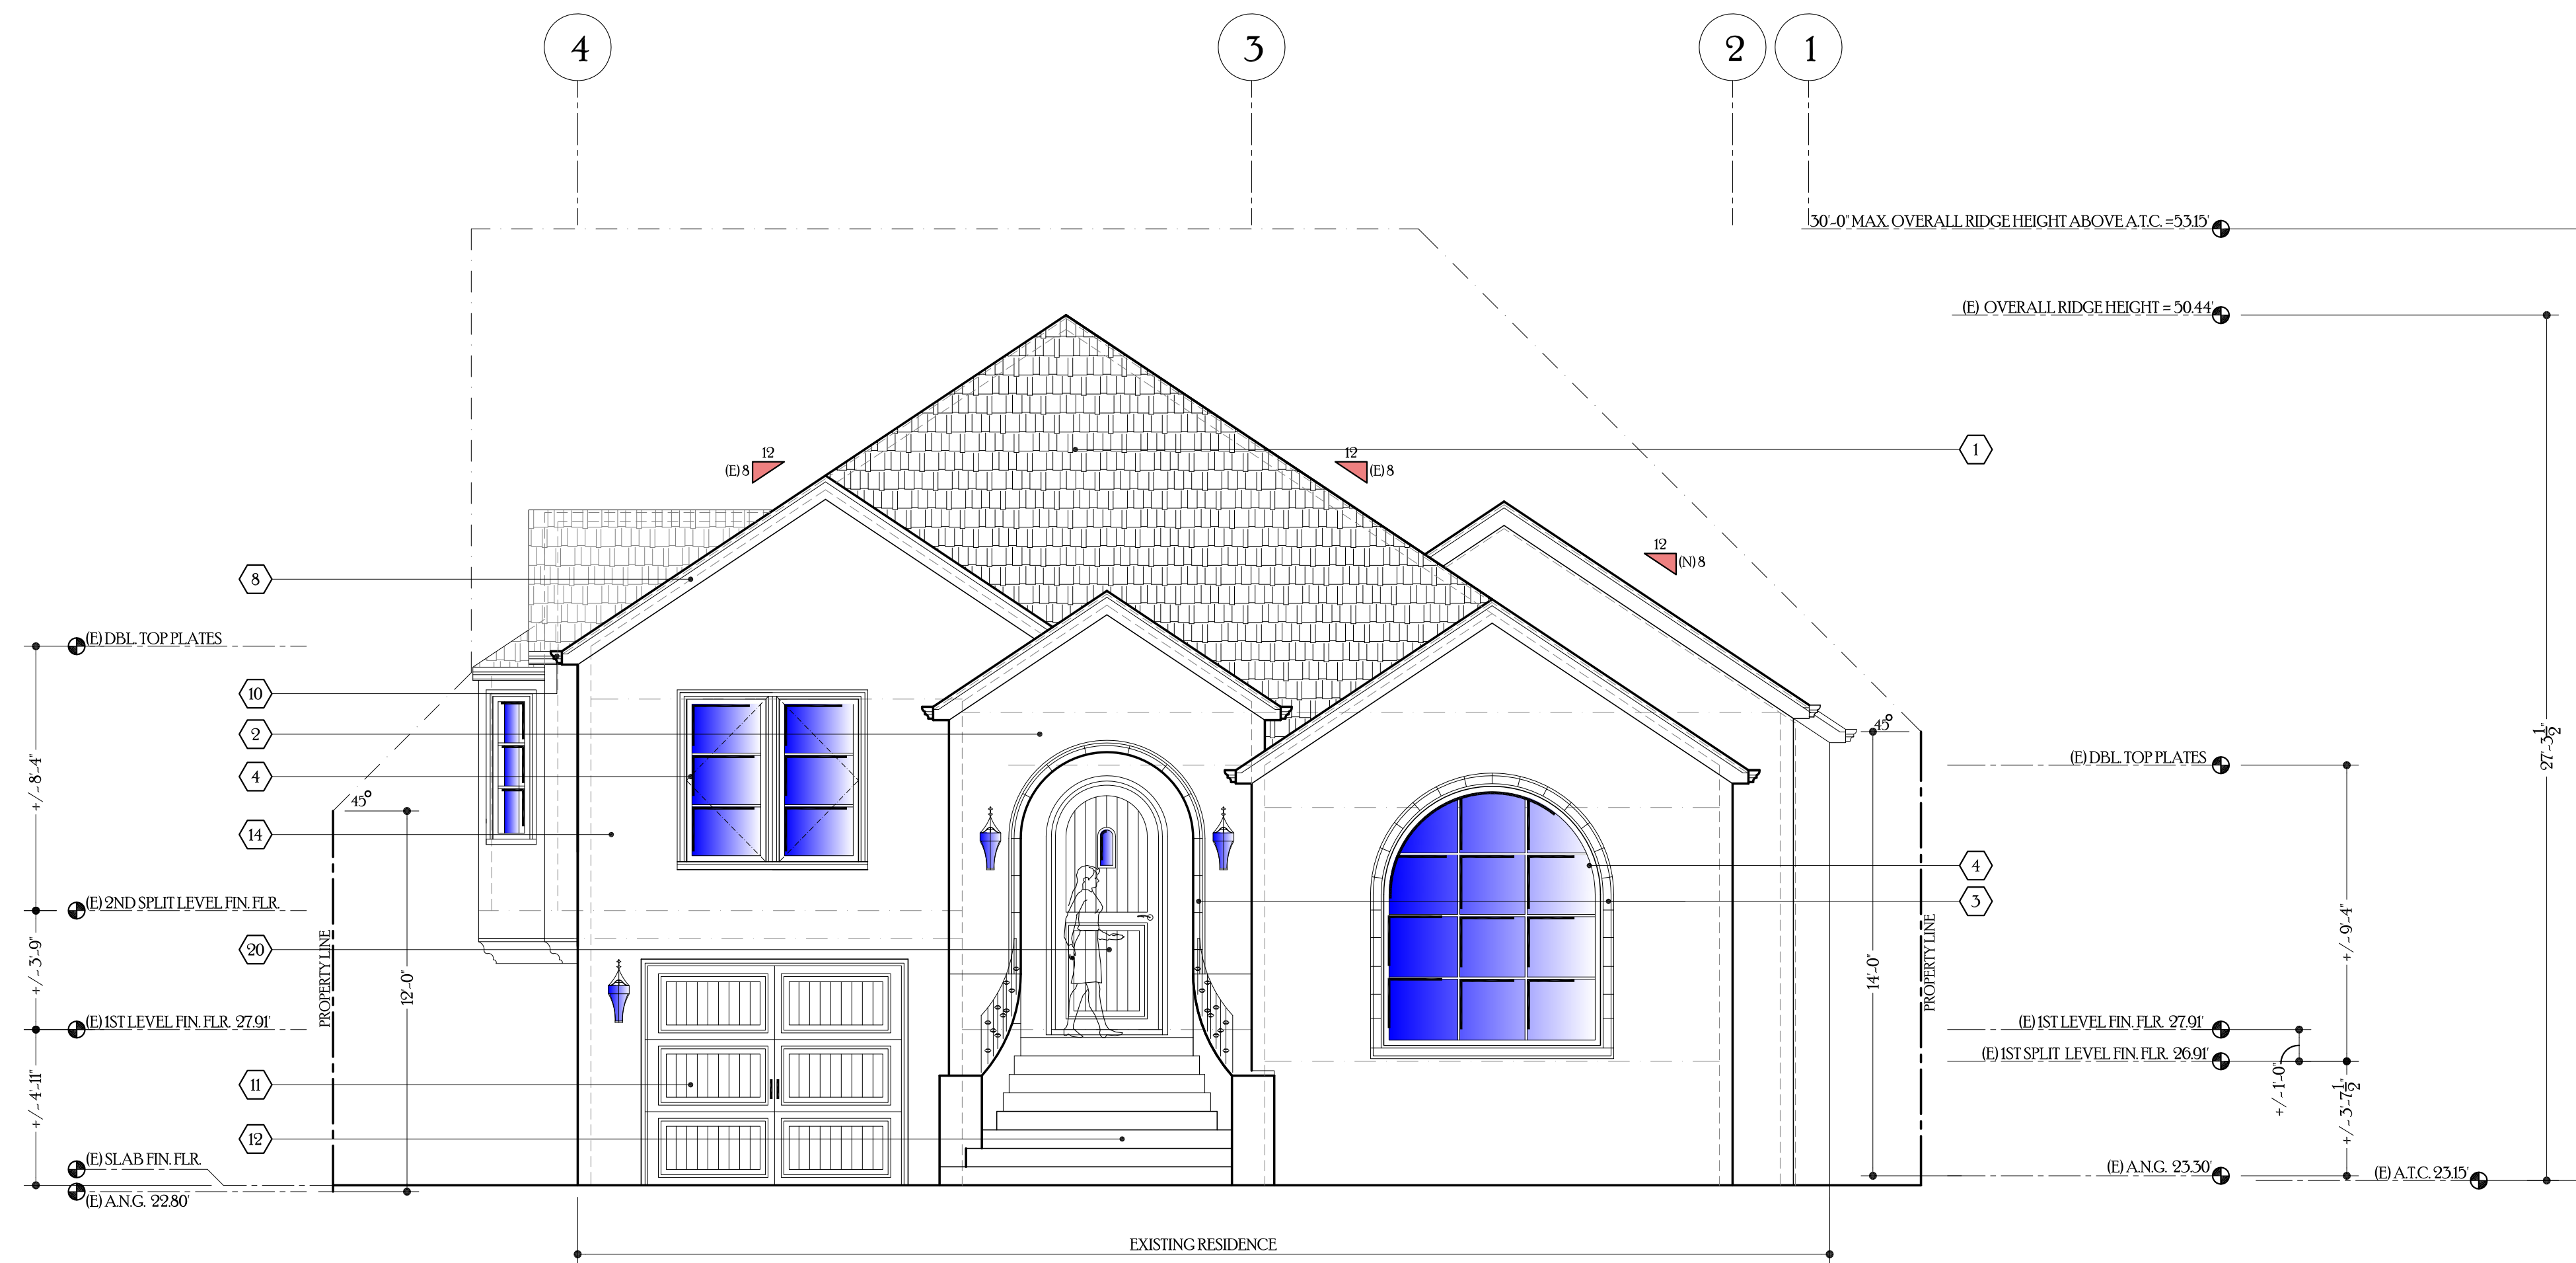 4
3
2
1
30'-0" MAX. OVERALL RIDGE HEIGHT ABOVE A.T.C. =53.15'
(E) OVERALL RIDGE HEIGHT = 50.44'
12
(E) 8
12
(E) 8
1
12
(N) 8
8
(E) DBL. TOP PLATES
10
2
4
14
45°
45°
+/- 8'-4"
(E) DBL. TOP PLATES
27'-3 1/2"
4
3
(E) 2ND SPLIT LEVEL FIN. FLR.
20
+/- 3'-9"
PROPERTY LINE
12'-0"
14'-0"
PROPERTY LINE
+/- 9'-4"
(E) 1ST LEVEL FIN. FLR. 27.91'
(E) 1ST LEVEL FIN. FLR. 27.91'
(E) 1ST SPLIT LEVEL FIN. FLR. 26.91'
+/- 4'-11"
11
12
+/- 1'-0"
+/- 3'-7 1/2"
(E) SLAB FIN. FLR.
(E) A.N.G. 22.80'
(E) A.N.G. 23.30'
(E) A.T.C. 23.15'
EXISTING RESIDENCE